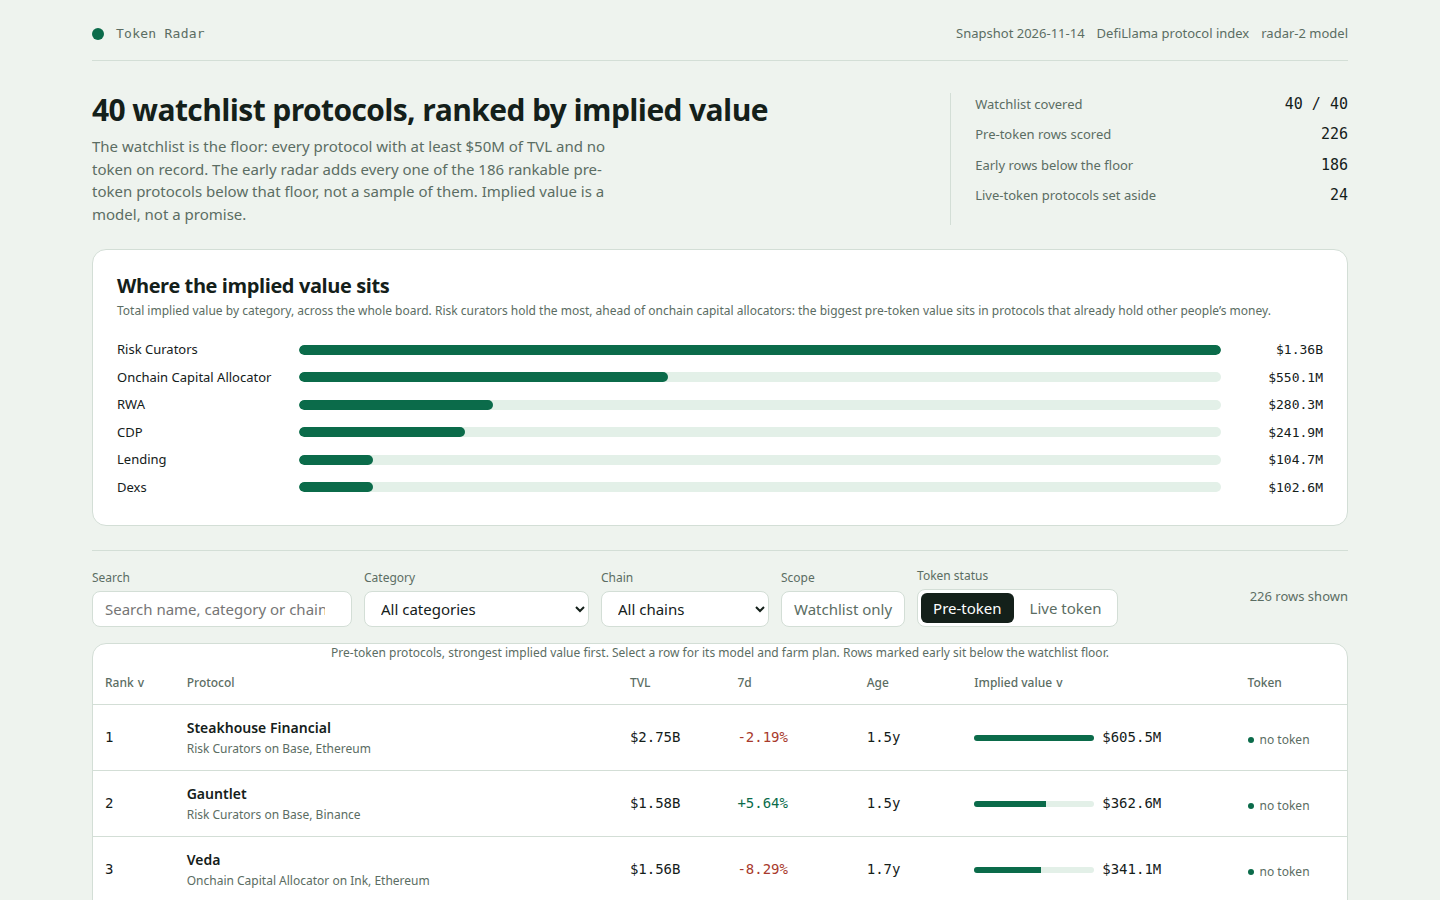 Token Radar
Snapshot 2026-11-14 DefiLlama protocol index radar-2 model
40 watchlist protocols, ranked by implied value
The watchlist is the floor: every protocol with at least $50M of TVL and no
token on record. The early radar adds every one of the 186 rankable pre-
token protocols below that floor, not a sample of them. Implied value is a
model, not a promise.
Watchlist covered 40 / 40
Pre-token rows scored 226
Early rows below the floor 186
Live-token protocols set aside 24
Where the implied value sits
Total implied value by category, across the whole board. Risk curators hold the most, ahead of onchain capital allocators: the biggest pre-token value sits in protocols that already hold other people’s money.
Risk Curators $1.36B
Onchain Capital Allocator $550.1M
RWA $280.3M
CDP $241.9M
Lending $104.7M
Dexs $102.6M
Search Category Chain Scope Token status
Search name, category or chain All categories All chains Watchlist only Pre-token Live token 226 rows shown
Pre-token protocols, strongest implied value first. Select a row for its model and farm plan. Rows marked early sit below the watchlist floor.
Rank v Protocol TVL 7d Age Implied value v Token
1 Steakhouse Financial $2.75B -2.19% 1.5y $605.5M no token
Risk Curators on Base, Ethereum
2 Gauntlet $1.58B +5.64% 1.5y $362.6M no token
Risk Curators on Base, Binance
3 Veda $1.56B -8.29% 1.7y $341.1M no token
Onchain Capital Allocator on Ink, Ethereum